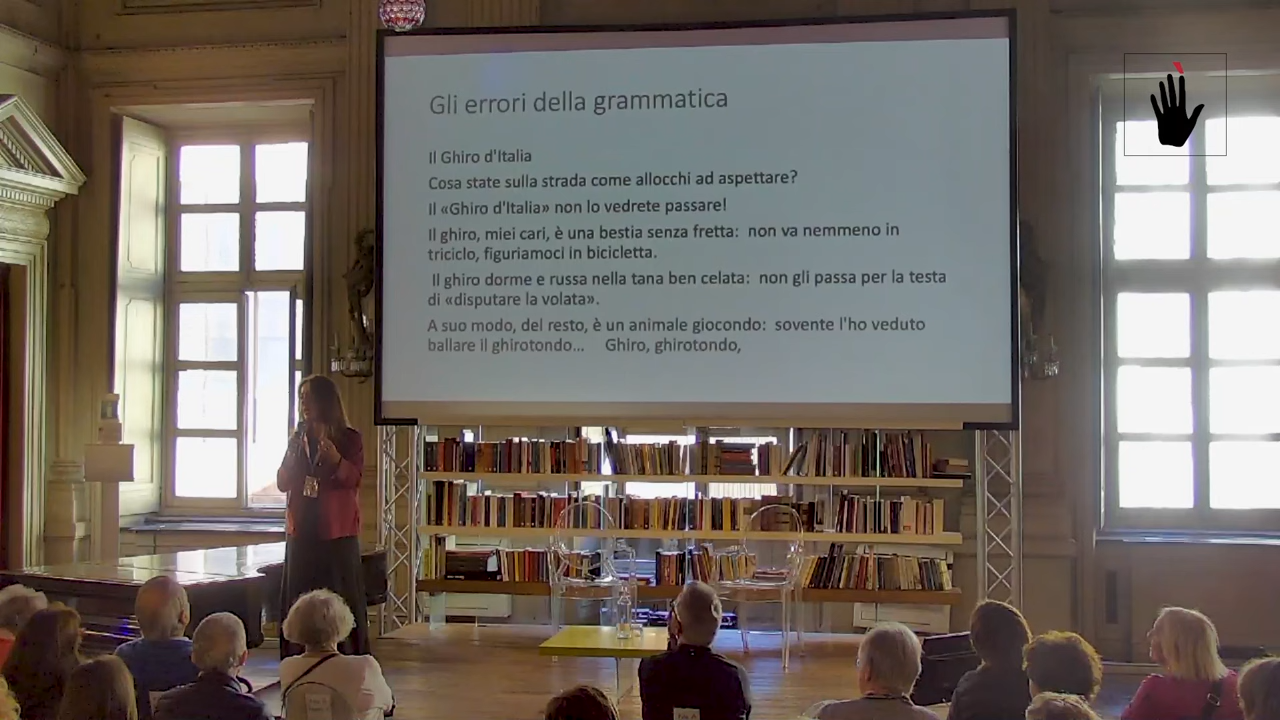 Gli errori della grammatica
Il Ghiro d'Italia
Cosa state sulla strada come allocchi ad aspettare?
Il «Ghiro d'Italia» non lo vedrete passare!
Il ghiro, miei cari, è una bestia senza fretta: non va nemmeno in
triciclo, figuriamoci in bicicletta.
Il ghiro dorme e russa nella tana ben celata: non gli passa per la testa
di «disputare la volata».
A suo modo, del resto, è un animale giocondo: sovente l'ho veduto
ballare il ghirotondo... Ghiro, ghirotondo,